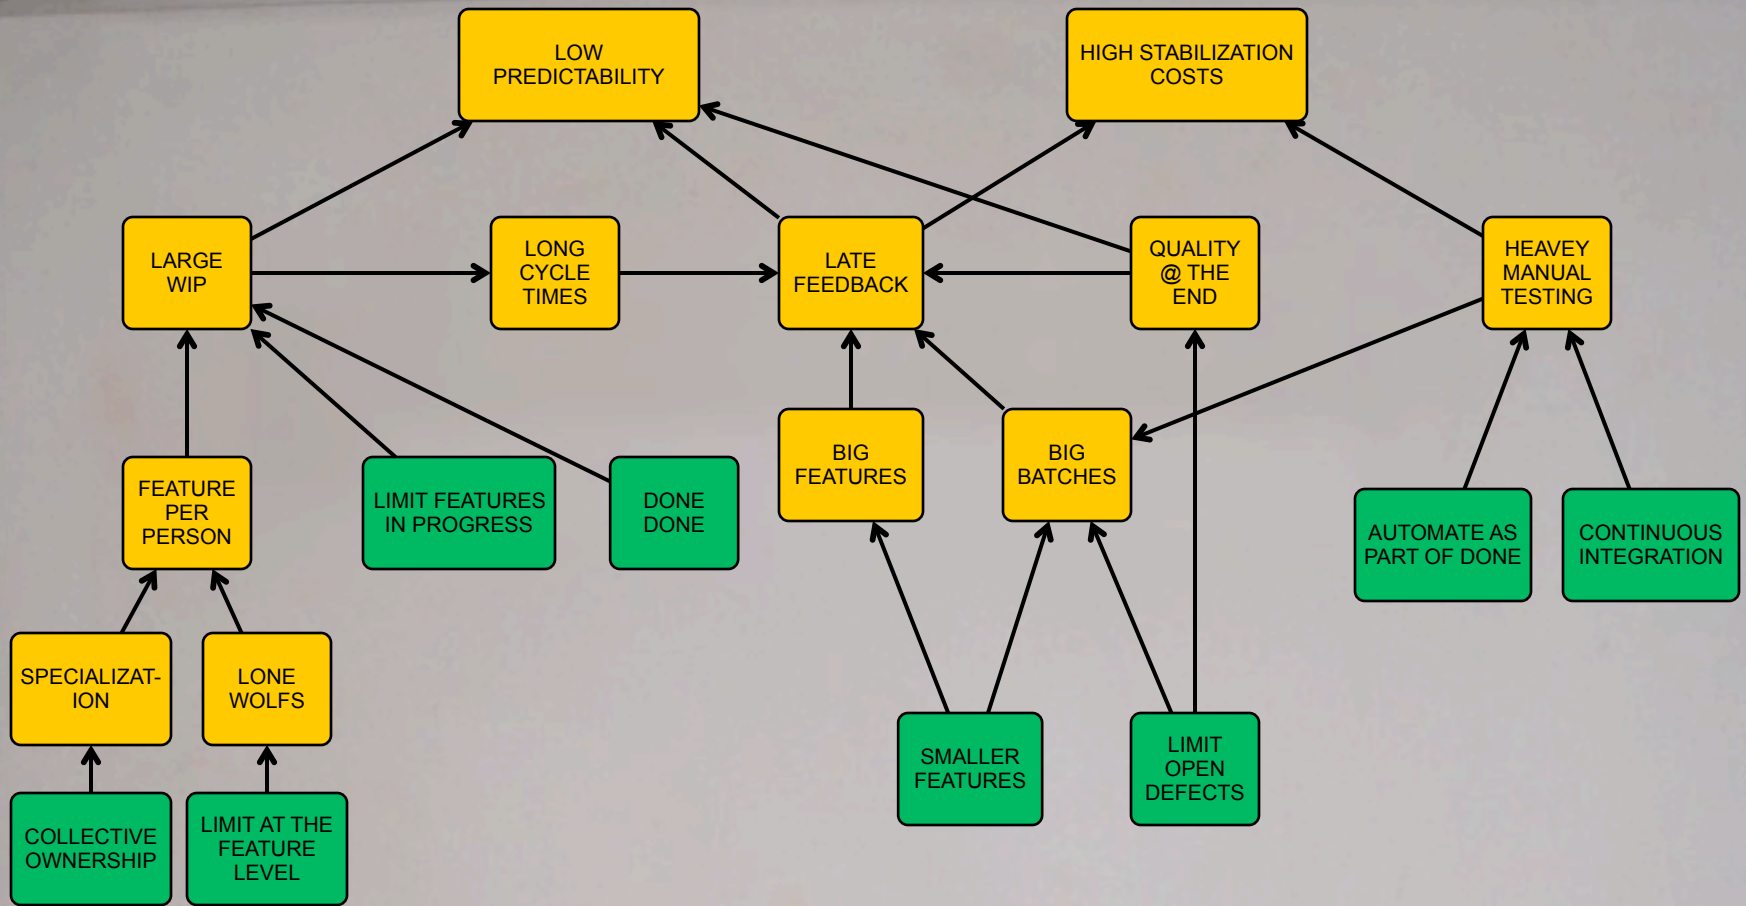 LOW
PREDICTABILITY
HIGH STABILIZATION
COSTS
LARGE
WIP
LONG
CYCLE
TIMES
LATE
FEEDBACK
QUALITY
@ THE
END
HEAVEY
MANUAL
TESTING
BIG
FEATURES
BIG
BATCHES
FEATURE
PER
PERSON
LIMIT FEATURES
IN PROGRESS
DONE
DONE
AUTOMATE AS
PART OF DONE
CONTINUOUS
INTEGRATION
SPECIALIZAT-
ION
LONE
WOLFS
SMALLER
FEATURES
LIMIT
OPEN
DEFECTS
COLLECTIVE
OWNERSHIP
LIMIT AT THE
FEATURE
LEVEL